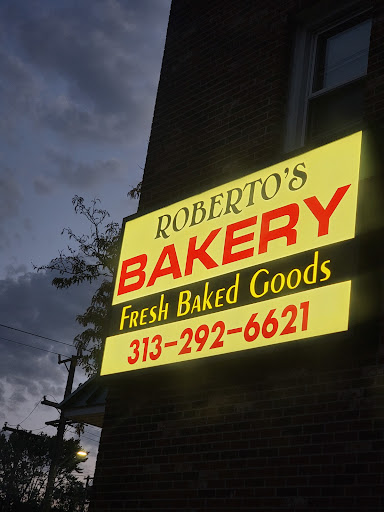 ROBERTO'S
BAKERY
FRESH BAKED GOODS
313-292-6621